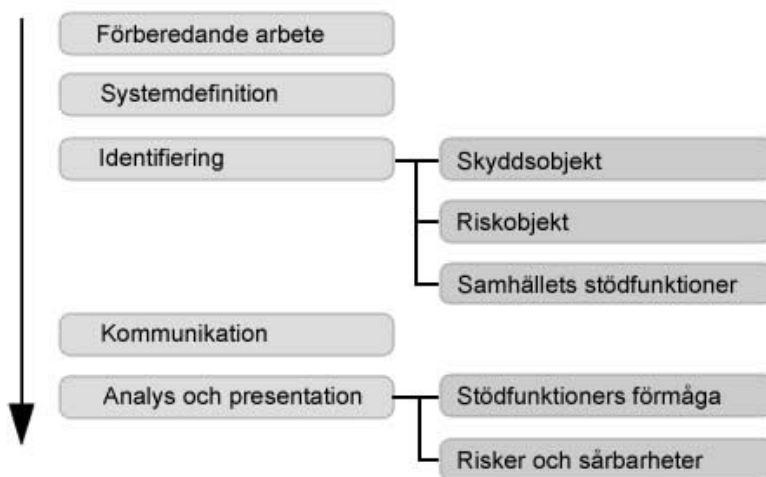 Förberedande arbete
Systemdefinition
Identifiering
Skyddsobjekt
Riskobjekt
Samhällets stödfunktioner
Kommunikation
Analys och presentation
Stödfunktioners förmåga
Risker och sårbarheter